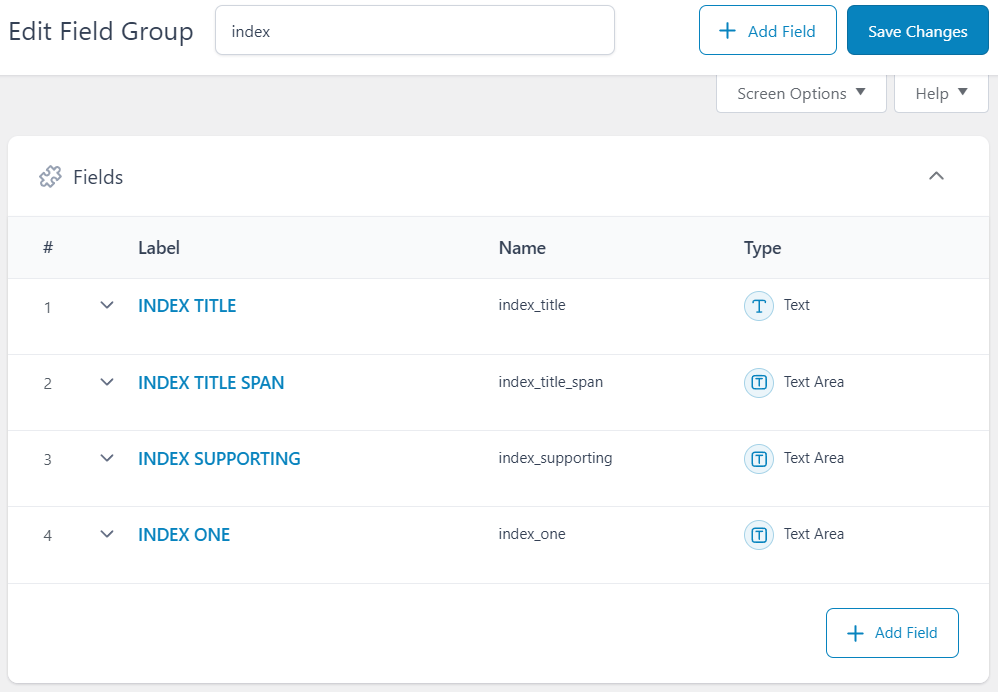 Edit Field Group
index
Add Field
Save Changes
Screen Options
Help
Fields
# Label Name Type
1 INDEX TITLE index_title Text
2 INDEX TITLE SPAN index_title_span Text Area
3 INDEX SUPPORTING index_supporting Text Area
4 INDEX ONE index_one Text Area
Add Field